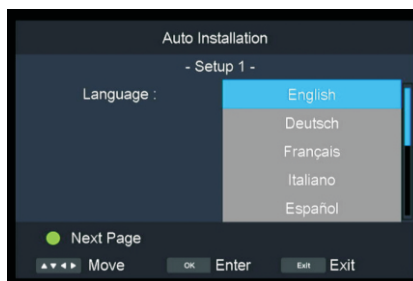 Auto Installation
- Setup 1 -
Language : English
Deutsch
Français
Italiano
Español
Next Page
Move OK Enter Exit Exit